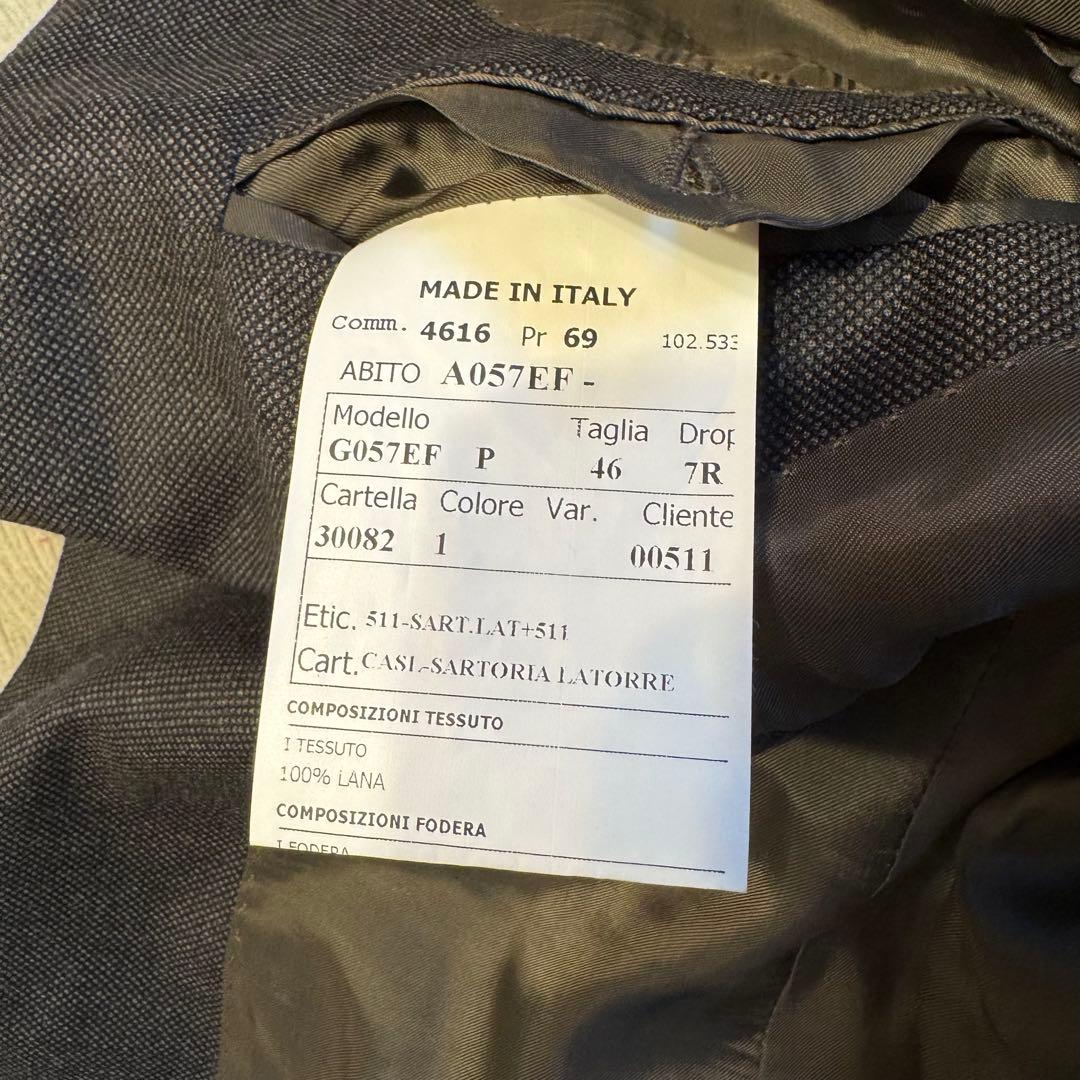 MADE IN ITALY
Comm. 4616 Pr 69 102.533
ABITO A057EF -
Modello Taglia Drop
G057EF P 46 7R
Cartella Colore Var. Cliente
30082 1 00511
Etic. 511-SART.LAT+511
Cart. CASL-SARTORIA LATORRE
COMPOSIZIONI TESSUTO
I TESSUTO
100% LANA
COMPOSIZIONI FODERA
I FODERA